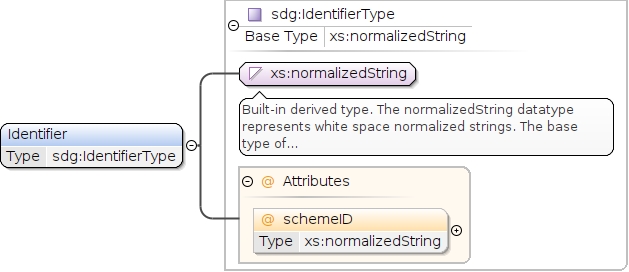 sdg:IdentifierType
Base Type xs:normalizedString
xs:normalizedString
Built-in derived type. The normalizedString datatype
represents white space normalized strings. The base
type of...
Identifier
Type sdg:IdentifierType
@ Attributes
@ schemeID
Type xs:normalizedString